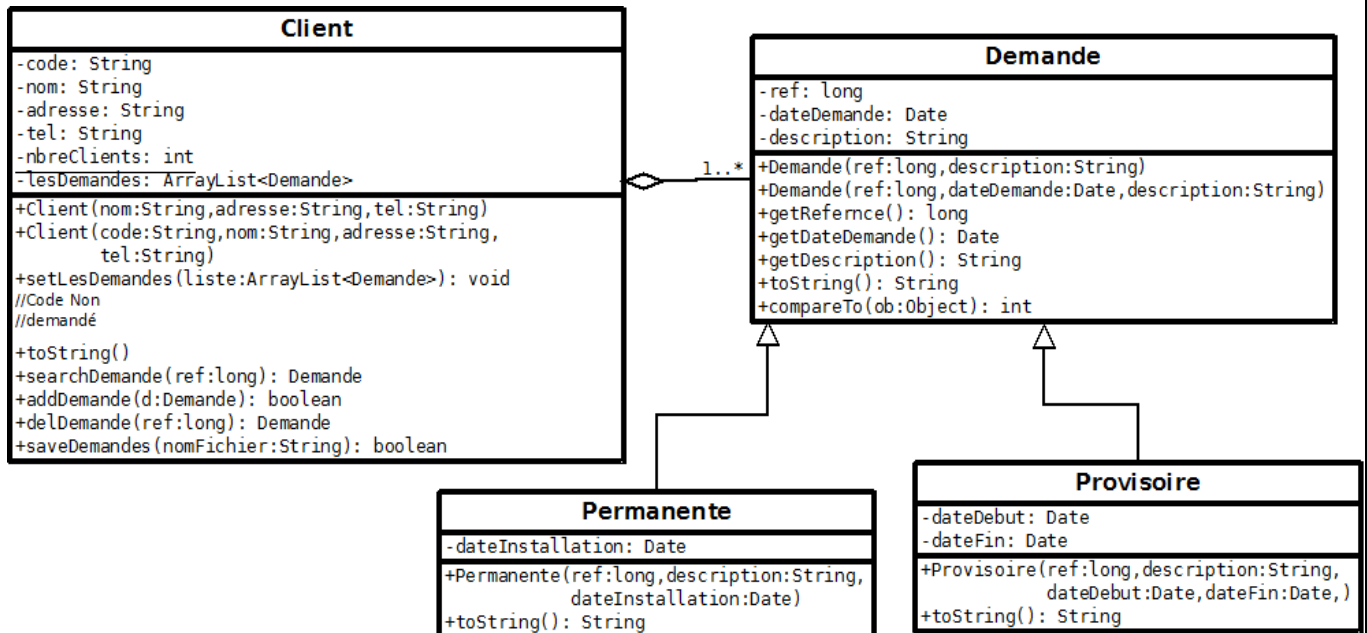 Client
-code: String
-nom: String
-adresse: String
-tel: String
-nbreClients: int
-lesDemandes: ArrayList<Demande>
+Client(nom:String,adresse:String,tel:String)
+Client(code:String,nom:String,adresse:String,
tel:String)
+setLesDemandes(liste:ArrayList<Demande>): void
//Code Non
//demandé
+toString()
+searchDemande(ref:long): Demande
+addDemande(d:Demande): boolean
+delDemande(ref:long): Demande
+saveDemandes(nomFichier:String): boolean
1..*
Demande
-ref: long
-dateDemande: Date
-description: String
+Demande(ref:long,description:String)
+Demande(ref:long,dateDemande:Date,description:String)
+getRefernce(): long
+getDateDemande(): Date
+getDescription(): String
+toString(): String
+compareTo(ob:Object): int
Permanente
-dateInstallation: Date
+Permanente(ref:long,description:String,
dateInstallation:Date)
+toString(): String
Provisoire
-dateDebut: Date
-dateFin: Date
+Provisoire(ref:long,description:String,
dateDebut:Date,dateFin:Date,)
+toString(): String